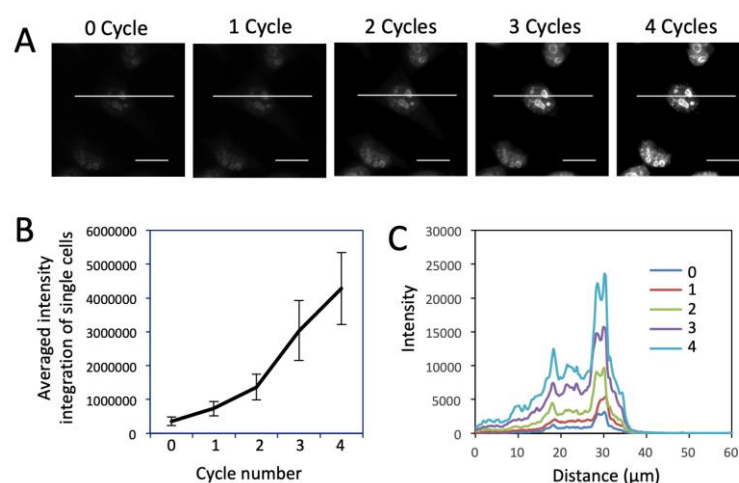 A
0 Cycle
1 Cycle
2 Cycles
3 Cycles
4 Cycles
B
Averaged intensity
integration of single cells
6000000
5000000
4000000
3000000
2000000
1000000
0
0 1 2 3 4
Cycle number
C
Intensity
30000
25000
20000
15000
10000
5000
0
0 10 20 30 40 50 60
Distance (μm)
0
1
2
3
4